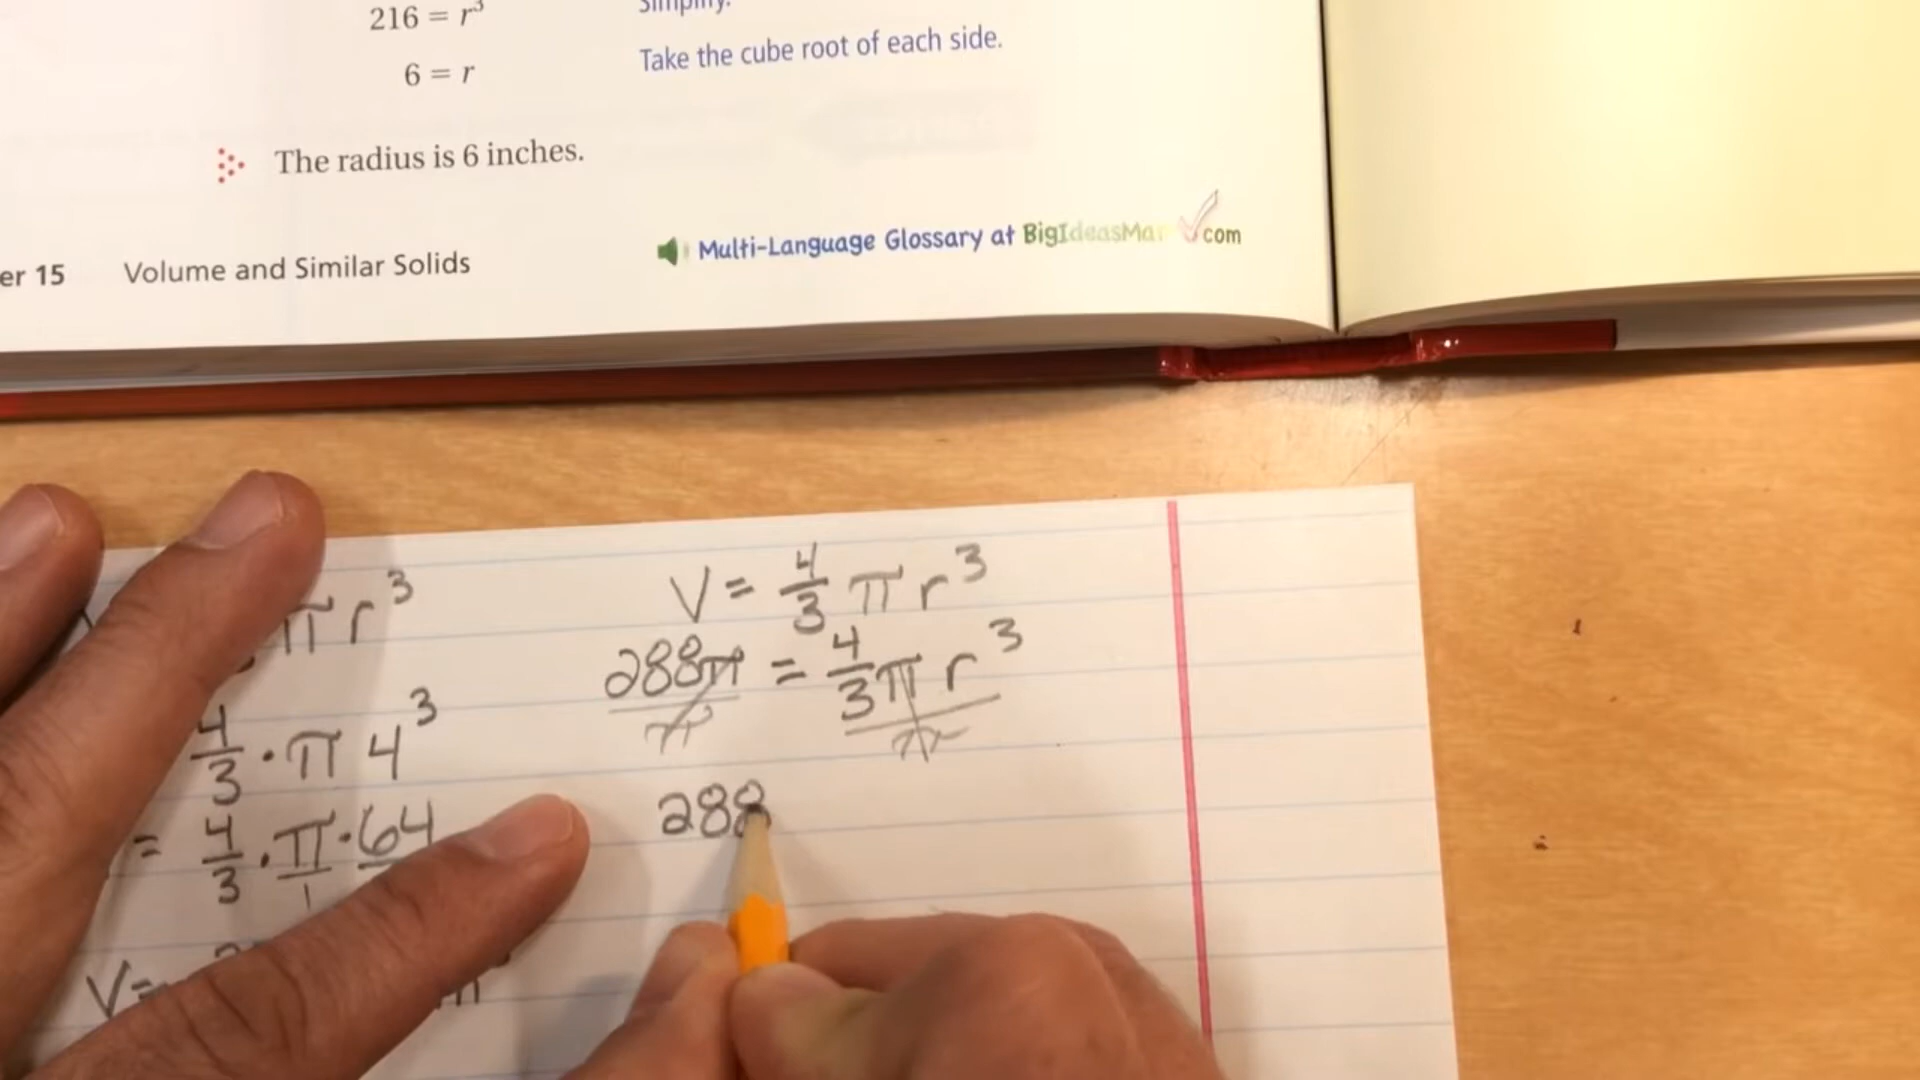 216 = r³
Simplify.
6 = r
Take the cube root of each side.
The radius is 6 inches.
Multi-Language Glossary at BigIdeasMa com
er 15 Volume and Similar Solids
πr³
4/3 · π 4³
= 4/3 · π/1 · 64
V=
V = 4/3 π r³
288π/π = 4/3 π r³/π
288